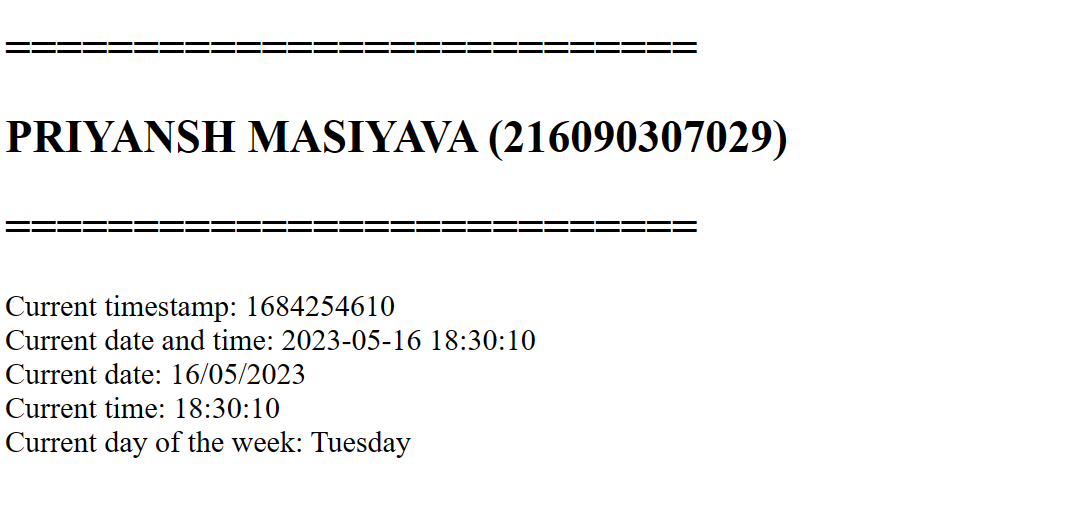 ===========================
PRIYANSH MASIYAVA (216090307029)
===========================
Current timestamp: 1684254610
Current date and time: 2023-05-16 18:30:10
Current date: 16/05/2023
Current time: 18:30:10
Current day of the week: Tuesday